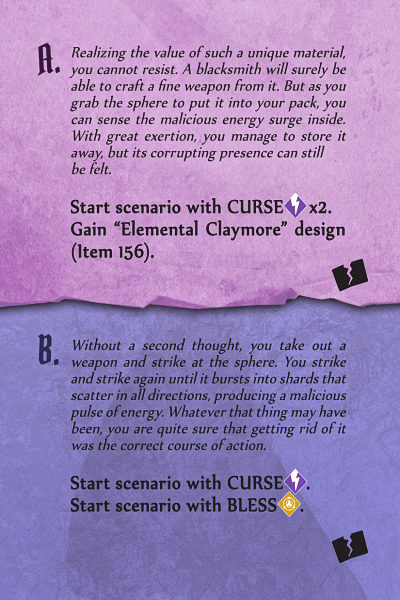 A.
Realizing the value of such a unique material,
you cannot resist. A blacksmith will surely be
able to craft a fine weapon from it. But as you
grab the sphere to put it into your pack, you
can sense the malicious energy surge inside.
With great exertion, you manage to store it
away, but its corrupting presence can still
be felt.
Start scenario with CURSE x2.
Gain “Elemental Claymore” design
(Item 156).
B.
Without a second thought, you take out a
weapon and strike at the sphere. You strike
and strike again until it bursts into shards that
scatter in all directions, producing a malicious
pulse of energy. Whatever that thing may have
been, you are quite sure that getting rid of it
was the correct course of action.
Start scenario with CURSE.
Start scenario with BLESS.